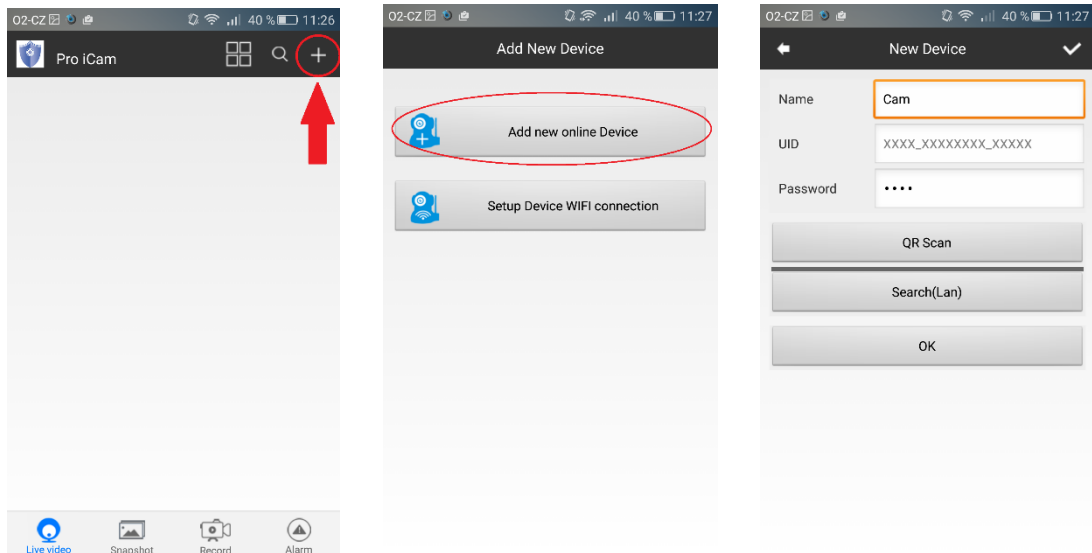 O2-CZ 40 % 11:26
Pro iCam
Live video Snapshot Record Alarm
O2-CZ 40 % 11:27
Add New Device
Add new online Device
Setup Device WIFI connection
O2-CZ 40 % 11:27
New Device
Name Cam
UID XXXX_XXXXXXXX_XXXXX
Password ••••
QR Scan
Search(Lan)
OK